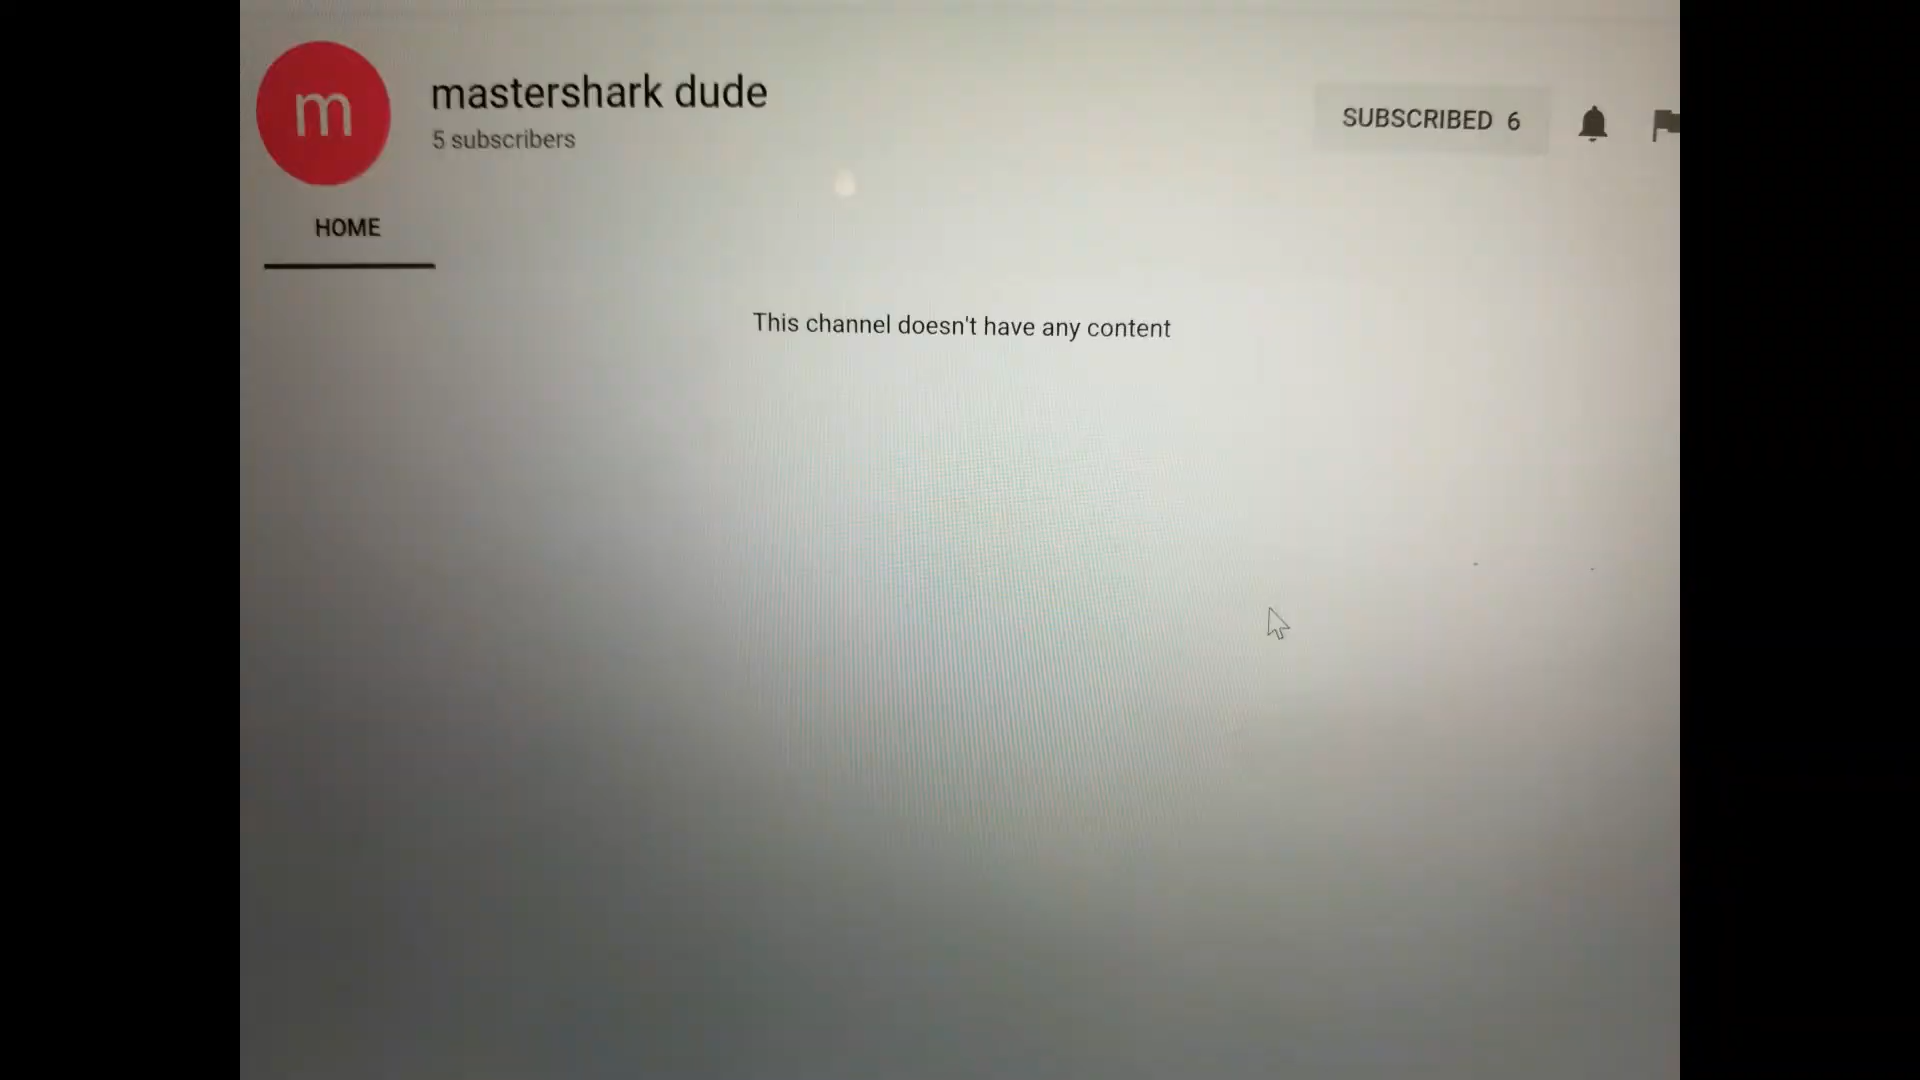 m
mastershark dude
5 subscribers
SUBSCRIBED 6
HOME
This channel doesn't have any content